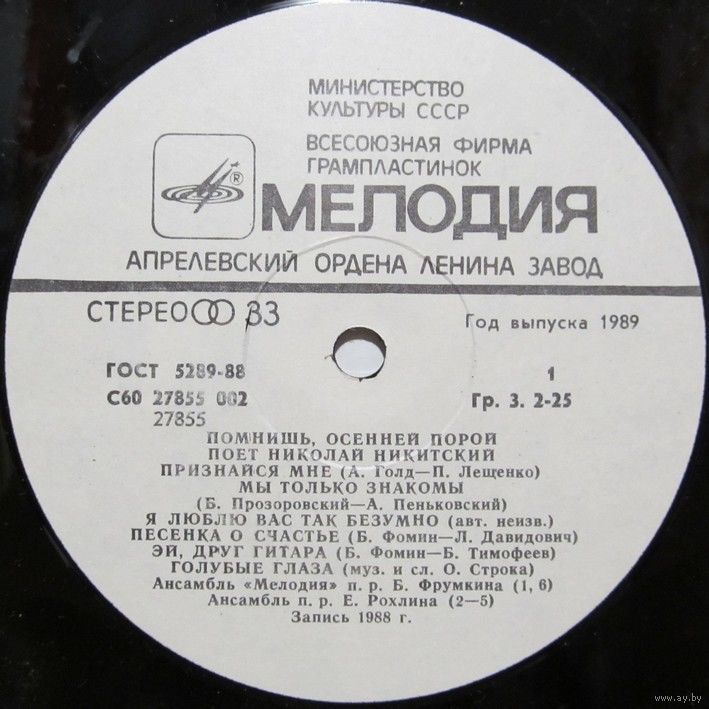 МИНИСТЕРСТВО
КУЛЬТУРЫ СССР
ВСЕСОЮЗНАЯ ФИРМА
ГРАМПЛАСТИНОК
®
МЕЛОДИЯ
АПРЕЛЕВСКИЙ ОРДЕНА ЛЕНИНА ЗАВОД
СТЕРЕО 33
Год выпуска 1989
ГОСТ 5289-88
1
С60 27855 002
Гр. 3. 2-25
27855
ПОМНИШЬ, ОСЕННЕЙ ПОРОЙ
ПОЕТ НИКОЛАЙ НИКИТСКИЙ
ПРИЗНАЙСЯ МНЕ (А. Голд—П. Лещенко)
МЫ ТОЛЬКО ЗНАКОМЫ
(Б. Прозоровский—А. Пеньковский)
Я ЛЮБЛЮ ВАС ТАК БЕЗУМНО (авт. неизв.)
ПЕСЕНКА О СЧАСТЬЕ (Б. Фомин—Л. Давидович)
ЭЙ, ДРУГ ГИТАРА (Б. Фомин—Б. Тимофеев)
ГОЛУБЫЕ ГЛАЗА (муз. и сл. О. Строка)
Ансамбль «Мелодия» п. р. Б. Фрумкина (1, 6)
Ансамбль п. р. Е. Рохлина (2—5)
Запись 1988 г.
www.ay.by